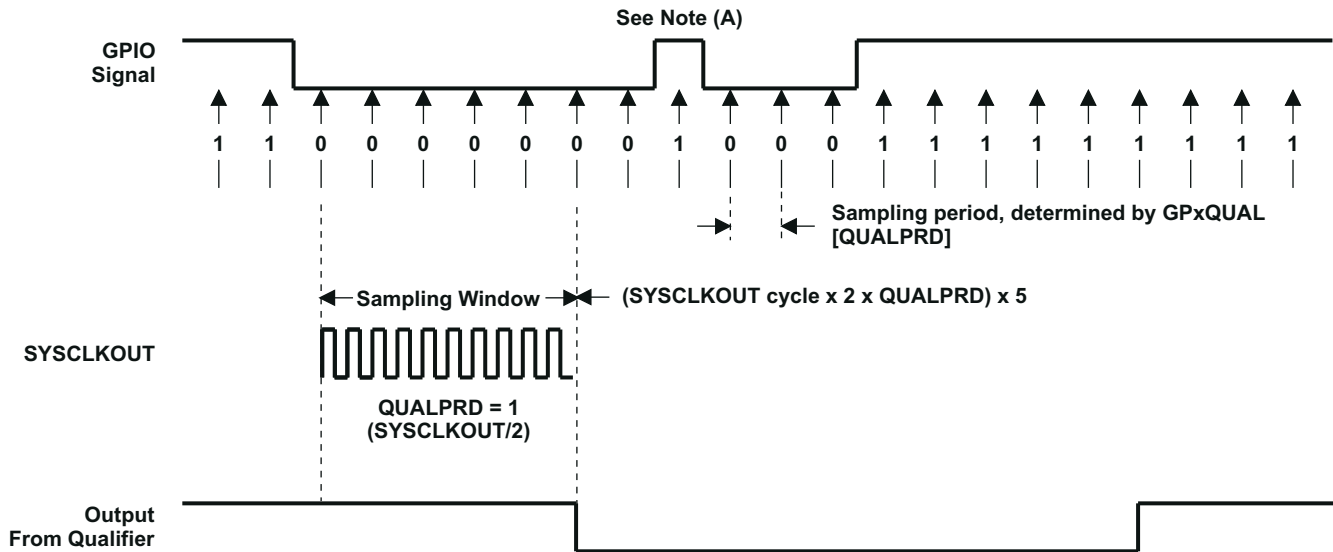 See Note (A)
GPIO
Signal
1 1 0 0 0 0 0 0 0 1 0 0 0 1 1 1 1 1 1 1 1 1
Sampling period, determined by GPxQUAL
[QUALPRD]
Sampling Window
(SYSCLKOUT cycle x 2 x QUALPRD) x 5
SYSCLKOUT
QUALPRD = 1
(SYSCLKOUT/2)
Output
From Qualifier